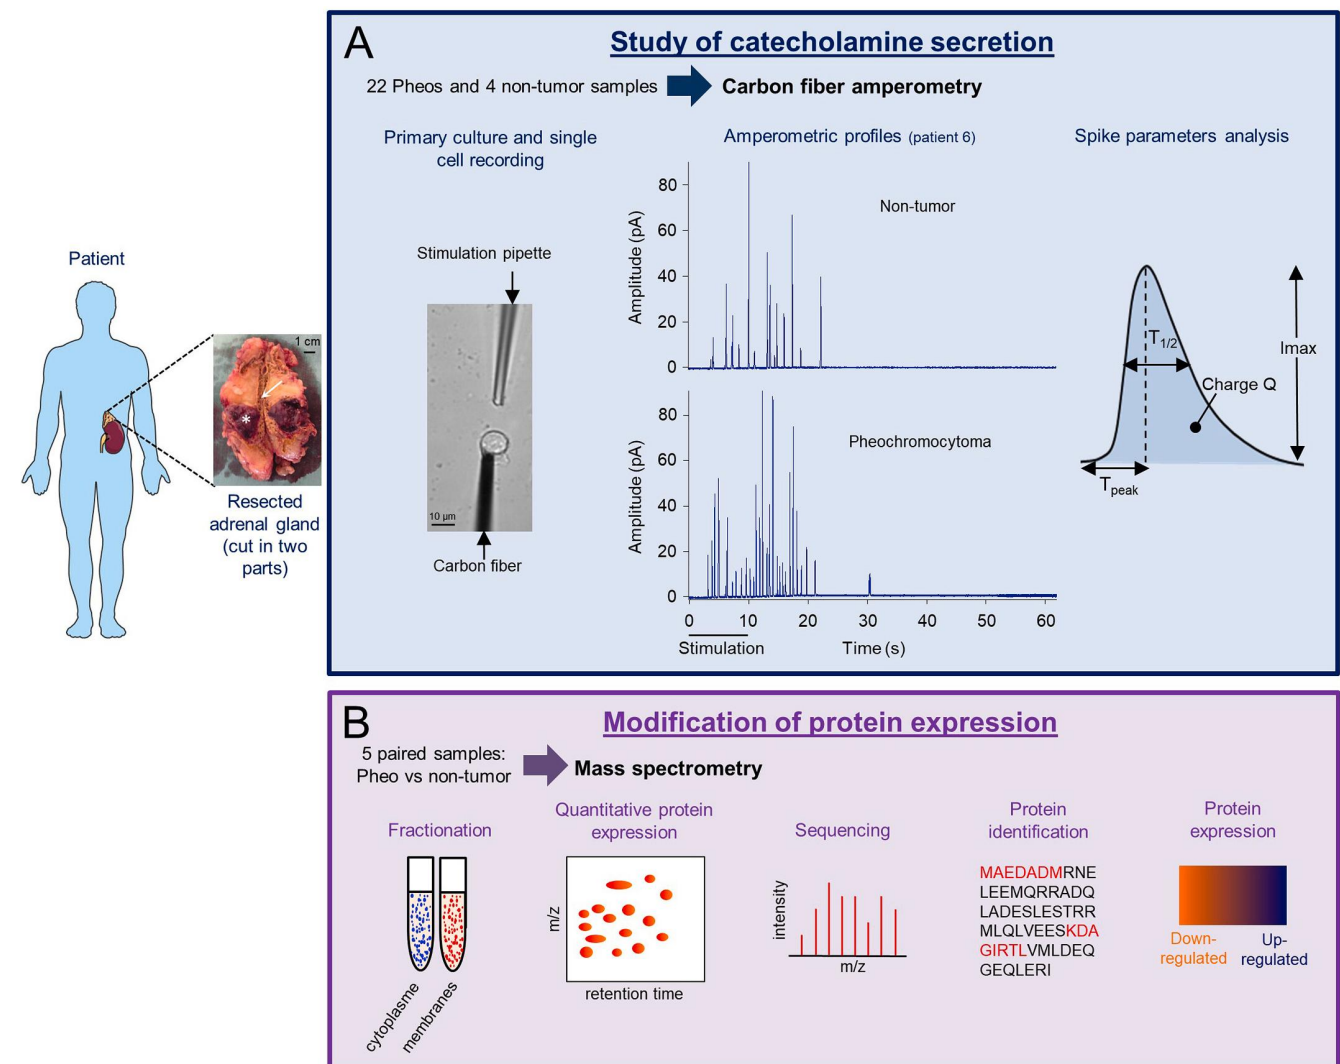 Patient
1 cm
*
Resected
adrenal gland
(cut in two
parts)
A
Study of catecholamine secretion
22 Pheos and 4 non-tumor samples
Carbon fiber amperometry
Primary culture and single
cell recording
Stimulation pipette
10 µm
Carbon fiber
Amperometric profiles (patient 6)
Amplitude (pA)
80
60
40
20
0
Non-tumor
Amplitude (pA)
80
60
40
20
0
Pheochromocytoma
0 10 20 30 40 50 60
Stimulation
Time (s)
Spike parameters analysis
T1/2
Imax
Charge Q
Tpeak
B
Modification of protein expression
5 paired samples:
Pheo vs non-tumor
Mass spectrometry
Fractionation
cytoplasme
membranes
Quantitative protein
expression
m/z
retention time
Sequencing
intensity
m/z
Protein
identification
MAEDADMRNE
LEEMQRRADQ
LADESLESTRR
MLQLVEESKDA
GIRTLVMLDEQ
GEQLERI
Protein
expression
Down-
regulated
Up-
regulated